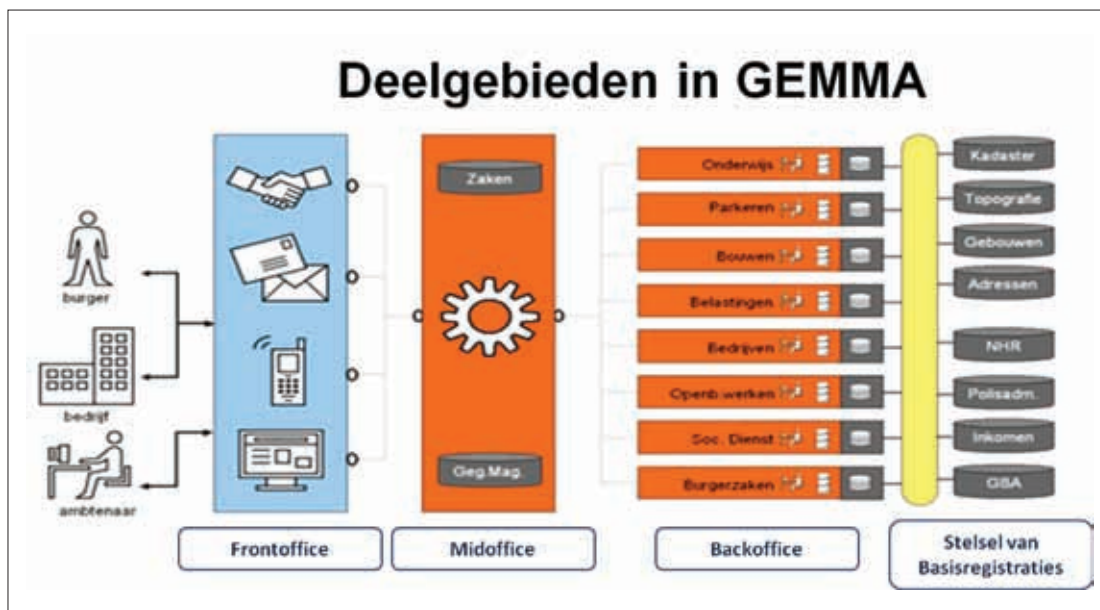 Deelgebieden in GEMMA
burger
bedrijf
ambtenaar
Frontoffice
Zaken
Geg.Mag.
Midoffice
Onderwijs
Parkeren
Bouwen
Belastingen
Bedrijven
Openb.werken
Soc. Dienst
Burgerzaken
Backoffice
Kadaster
Topografie
Gebouwen
Adressen
NHR
Polisadm.
Inkomen
GBA
Stelsel van
Basisregistraties